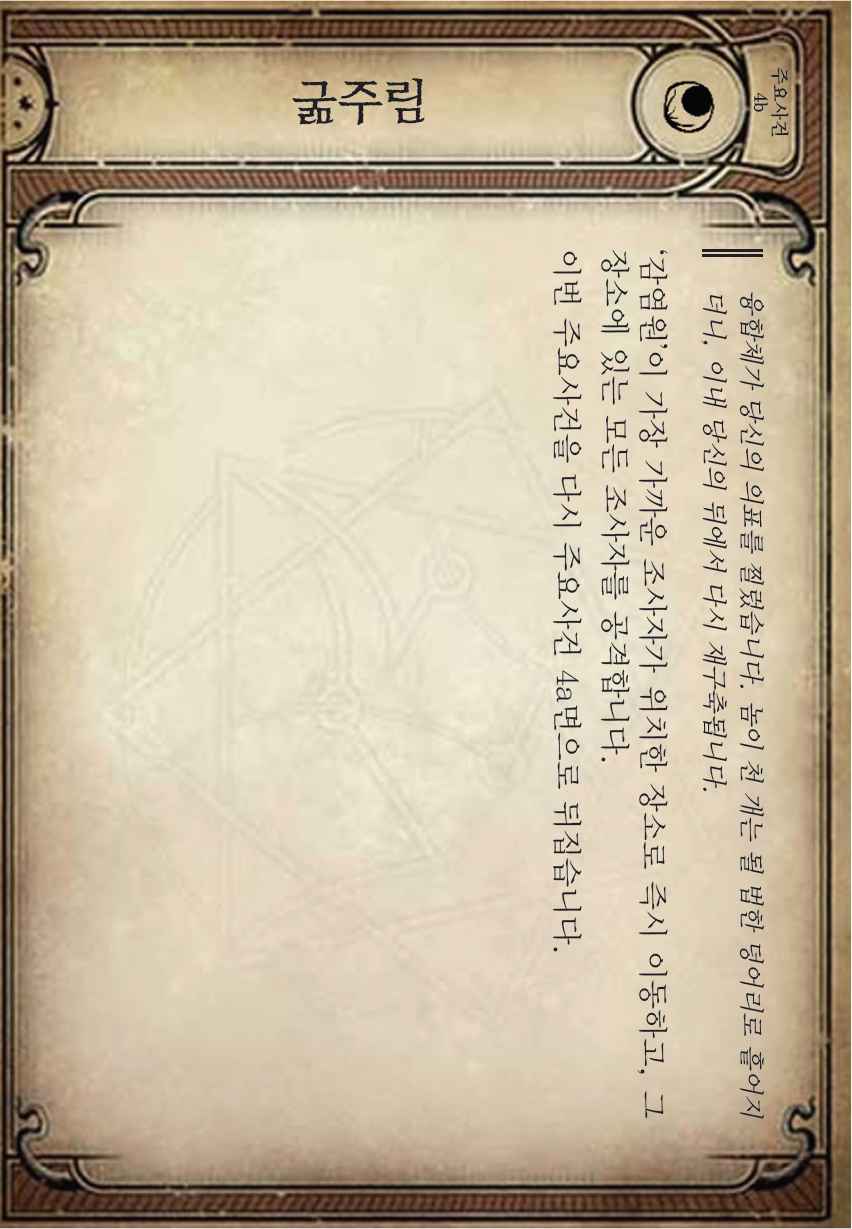 주요사건
4b
굶주림
융합체가 당신의 의표를 찔렀습니다. 놈이 천 개는 될 법한 덩어리로 흩어지
더니, 이내 당신의 뒤에서 다시 재구축됩니다.
‘감염원’이 가장 가까운 조사자가 위치한 장소로 즉시 이동하고, 그
장소에 있는 모든 조사자를 공격합니다.
이번 주요사건을 다시 주요사건 4a면으로 뒤집습니다.